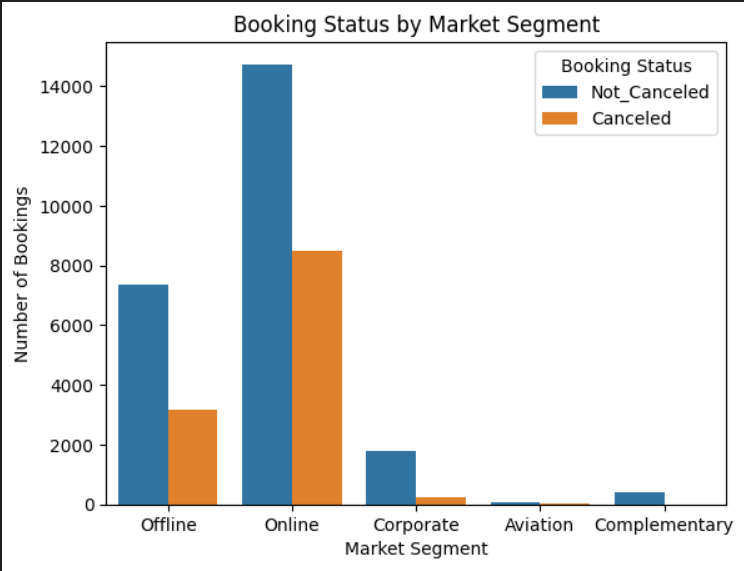 Booking Status by Market Segment
Booking Status
Not_Canceled
Canceled
Number of Bookings
14000
12000
10000
8000
6000
4000
2000
0
Offline Online Corporate Aviation Complementary
Market Segment